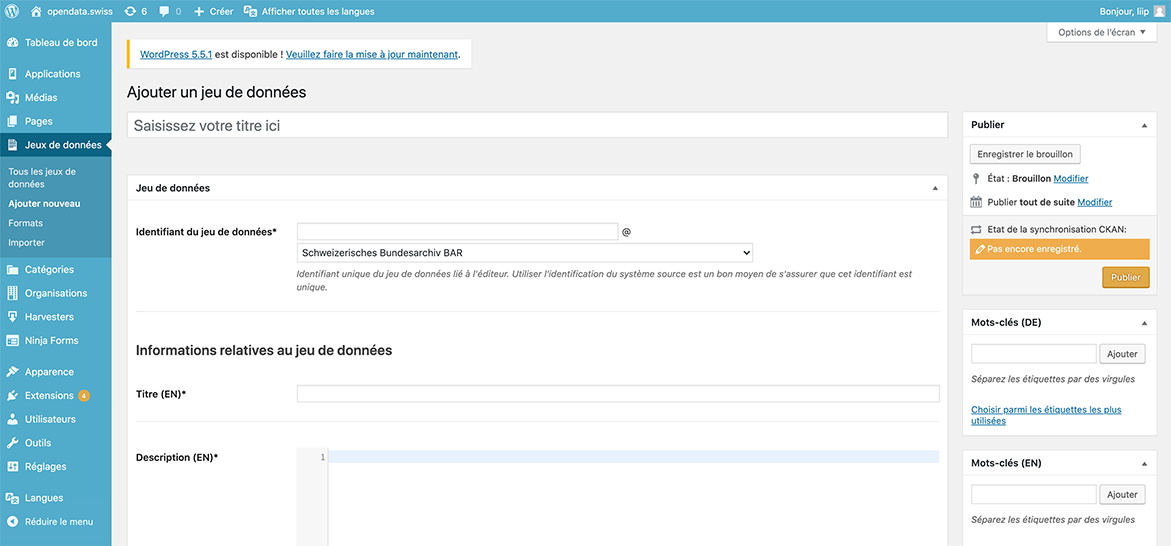 opendata.swiss 6 0 Créer Afficher toutes les langues Bonjour, liip
Options de l'écran
Tableau de bord
Applications
Médias
Pages
Jeux de données
Tous les jeux de
données
Ajouter nouveau
Formats
Importer
Catégories
Organisations
Harvesters
Ninja Forms
Apparence
Extensions 4
Utilisateurs
Outils
Réglages
Langues
Réduire le menu
WordPress 5.5.1 est disponible ! Veuillez faire la mise à jour maintenant.
Ajouter un jeu de données
Saisissez votre titre ici
Jeu de données
Identifiant du jeu de données* @
Schweizerisches Bundesarchiv BAR
Identifiant unique du jeu de données lié à l'éditeur. Utiliser l'identification du système source est un bon moyen de s'assurer que cet identifiant est
unique.
Informations relatives au jeu de données
Titre (EN)*
Description (EN)*
1
Publier
Enregistrer le brouillon
État : Brouillon Modifier
Publier tout de suite Modifier
Etat de la synchronisation CKAN:
Pas encore enregistré.
Publier
Mots-clés (DE)
Ajouter
Séparez les étiquettes par des virgules
Choisir parmi les étiquettes les plus
utilisées
Mots-clés (EN)
Ajouter
Séparez les étiquettes par des virgules